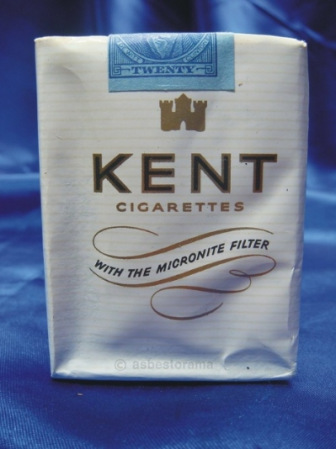 TWENTY
KENT
CIGARETTES
WITH THE MICRONITE FILTER
© asbestorama